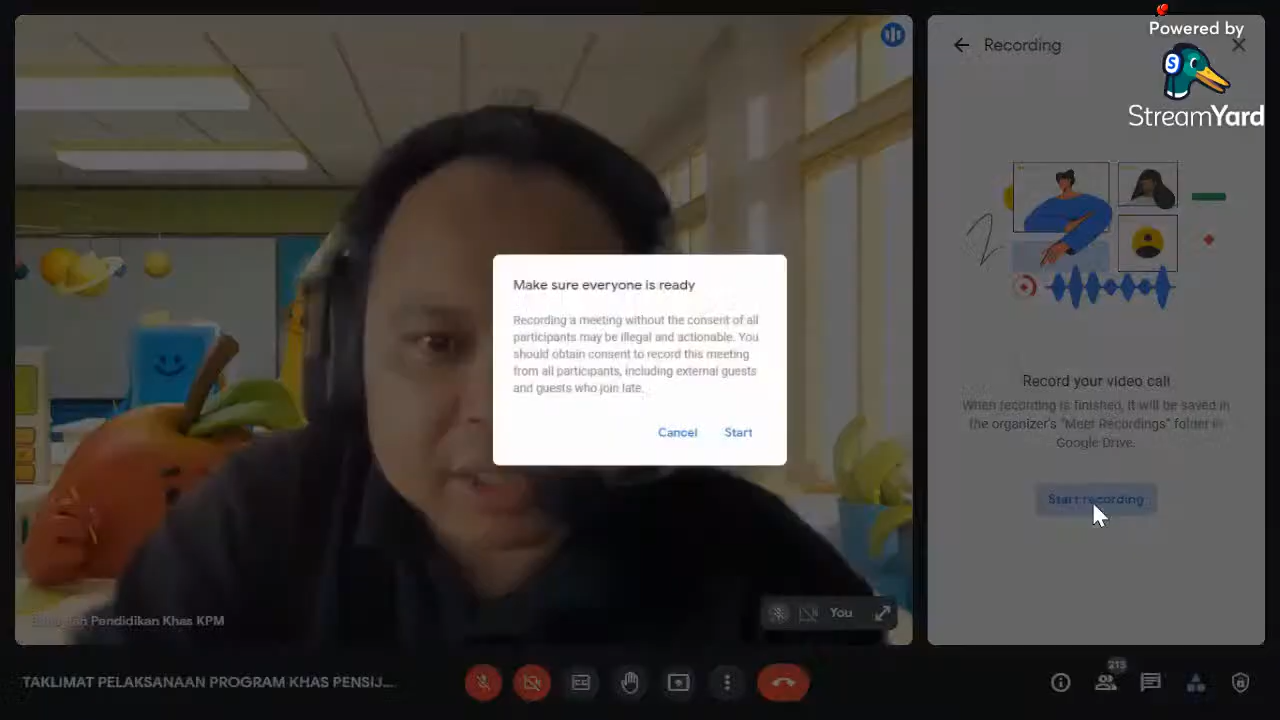 Powered by
StreamYard
Recording
Make sure everyone is ready
Recording a meeting without the consent of all
participants may be illegal and actionable. You
should obtain consent to record this meeting
from all participants, including external guests
and guests who join late.
Cancel
Start
Record your video call
When recording is finished, it will be saved in
the organizer's "Meet Recordings" folder in
Google Drive.
Start recording
Pendidikan Khas KPM
You
TAKLIMAT PELAKSANAAN PROGRAM KHAS PENSIJ...
213